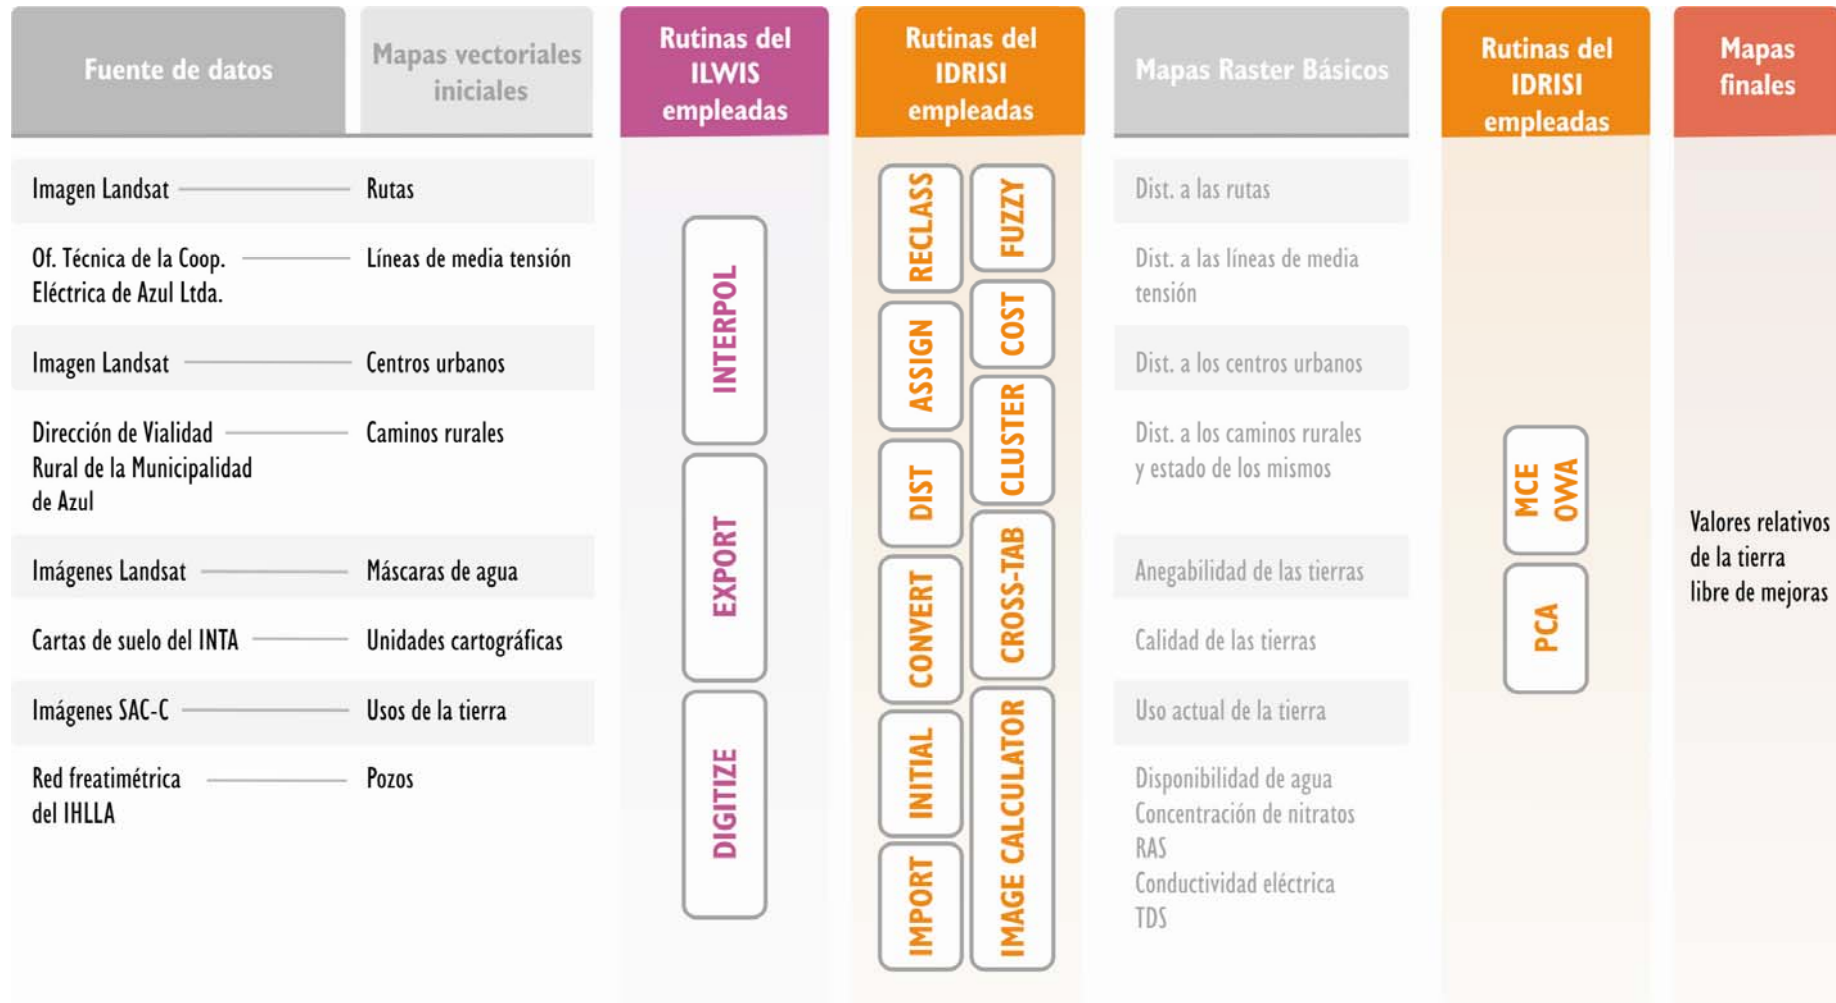 Fuente de datos
Mapas vectoriales
iniciales
Rutinas del
ILWIS
empleadas
Rutinas del
IDRISI
empleadas
Mapas Raster Básicos
Rutinas del
IDRISI
empleadas
Mapas
finales
Imagen Landsat
Rutas
Of. Técnica de la Coop.
Eléctrica de Azul Ltda.
Líneas de media tensión
Imagen Landsat
Centros urbanos
Dirección de Vialidad
Rural de la Municipalidad
de Azul
Caminos rurales
Imágenes Landsat
Máscaras de agua
Cartas de suelo del INTA
Unidades cartográficas
Imágenes SAC-C
Usos de la tierra
Red freatimétrica
del IHLLA
Pozos
INTERPOL
EXPORT
DIGITIZE
RECLASS
ASSIGN
DIST
CONVERT
INITIAL
IMPORT
FUZZY
COST
CLUSTER
CROSS-TAB
IMAGE CALCULATOR
Dist. a las rutas
Dist. a las líneas de media
tensión
Dist. a los centros urbanos
Dist. a los caminos rurales
y estado de los mismos
Anegabilidad de las tierras
Calidad de las tierras
Uso actual de la tierra
Disponibilidad de agua
Concentración de nitratos
RAS
Conductividad eléctrica
TDS
MCE
OWA
PCA
Valores relativos
de la tierra
libre de mejoras